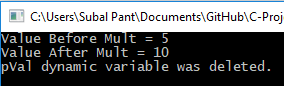 C:\Users\Subal Pant\Documents\GitHub\C-Proj
Value Before Mult = 5
Value After Mult = 10
pVal dynamic variable was deleted.